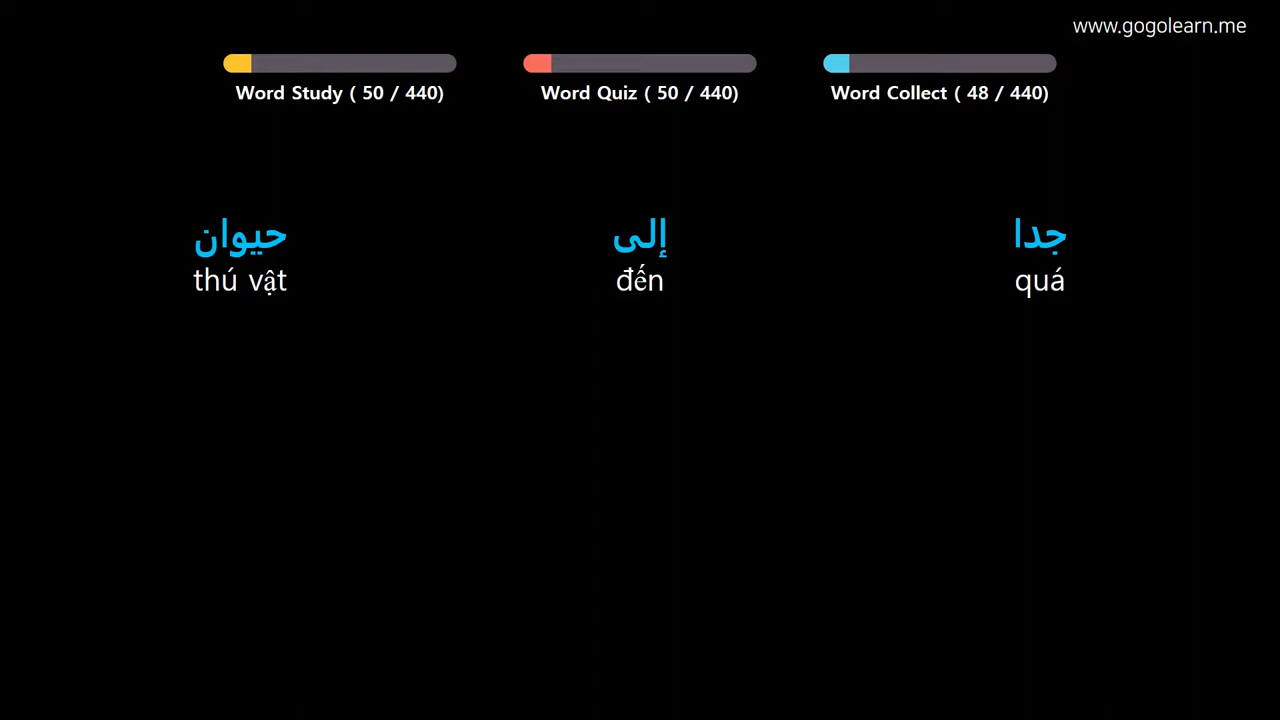 www.gogolearn.me
Word Study ( 50 / 440)
Word Quiz ( 50 / 440)
Word Collect ( 48 / 440)
حيوان
thú vật
إلى
đến
جدا
quá